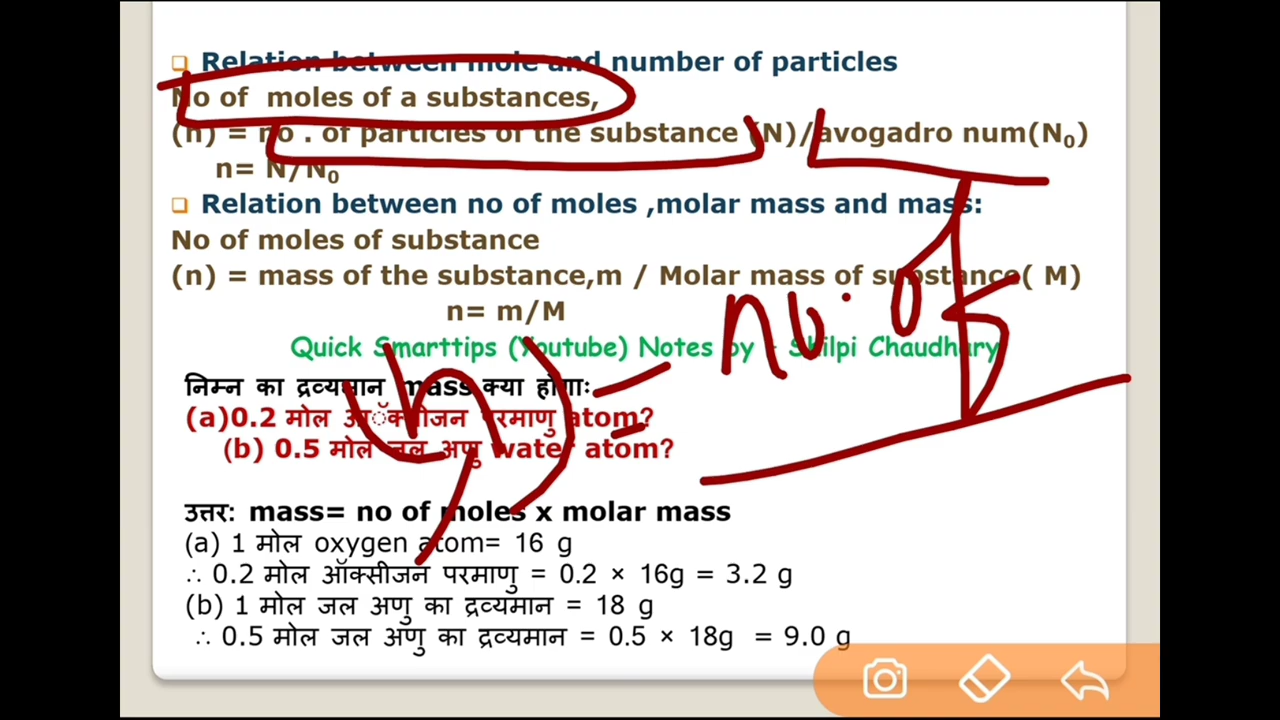 Relation between mole and number of particles
No of moles of a substances,
(n) = no . of particles of the substance (N)/avogadro num(N₀)
n= N/N₀
Relation between no of moles ,molar mass and mass:
No of moles of substance
(n) = mass of the substance,m / Molar mass of substance( M)
n= m/M
no. of
Quick Smarttips (Youtube) Notes by - Shilpi Chaudhary
निम्न का द्रव्यमान mass क्या होगाः
(n) =
(a)0.2 मोल आॅक्सीजन परमाणु atom?
(b) 0.5 मोल जल अणु water atom?
उत्तर: mass= no of moles x molar mass
(a) 1 मोल oxygen atom= 16 g
∴ 0.2 मोल ऑक्सीजन परमाणु = 0.2 × 16g = 3.2 g
(b) 1 मोल जल अणु का द्रव्यमान = 18 g
∴ 0.5 मोल जल अणु का द्रव्यमान = 0.5 × 18g = 9.0 g